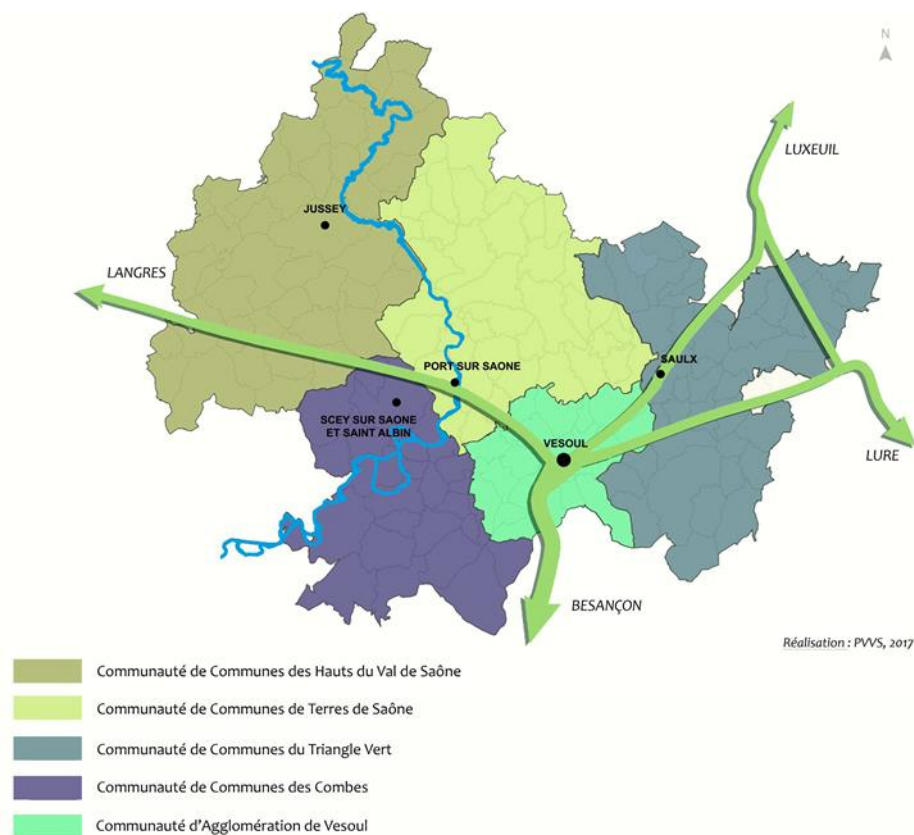 N
LUXEUIL
JUSSEY
LANGRES
PORT SUR SAONE
SAULX
SCEY SUR SAONE
ET SAINT ALBIN
VESOUL
LURE
BESANÇON
Réalisation : PVVS, 2017
Communauté de Communes des Hauts du Val de Saône
Communauté de Communes de Terres de Saône
Communauté de Communes du Triangle Vert
Communauté de Communes des Combes
Communauté d'Agglomération de Vesoul